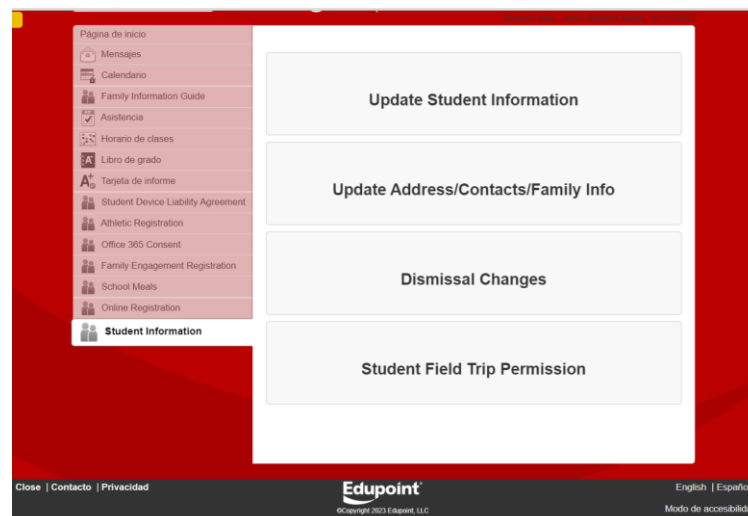 Página de inicio
Mensajes
Calendario
Family Information Guide
Asistencia
Horario de clases
Libro de grado
Tarjeta de informe
Student Device Liability Agreement
Athletic Registration
Office 365 Consent
Family Engagement Registration
School Meals
Online Registration
Student Information
Update Student Information
Update Address/Contacts/Family Info
Dismissal Changes
Student Field Trip Permission
Close | Contacto | Privacidad
Edupoint
©Copyright 2023 Edupoint, LLC
English | Españo
Modo de accesibilida